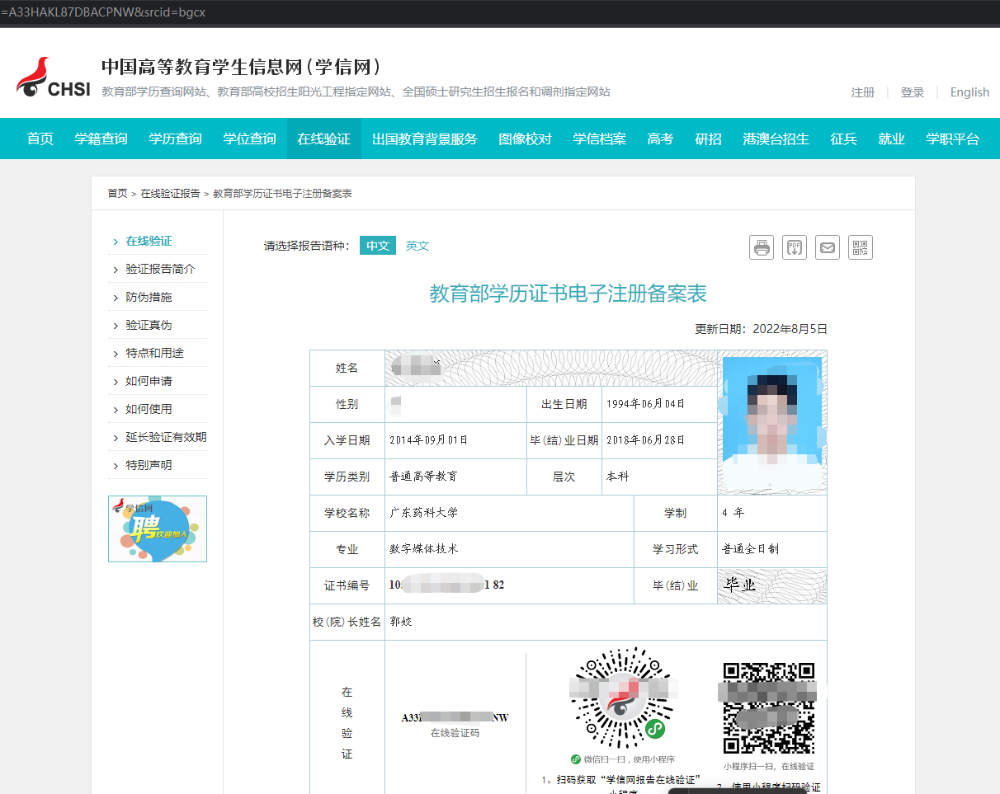 =A33HAKL87DBACPNW&srcid=bgcx
中国高等教育学生信息网(学信网)
CHSI
教育部学历查询网站、教育部高校招生阳光工程指定网站、全国硕士研究生招生报名和调剂指定网站
注册 | 登录 | English
首页 学籍查询 学历查询 学位查询 在线验证 出国教育背景服务 图像校对 学信档案 高考 研招 港澳台招生 征兵 就业 学职平台
首页 > 在线验证报告 > 教育部学历证书电子注册备案表
> 在线验证
> 验证报告简介
> 防伪措施
> 验证真伪
> 特点和用途
> 如何申请
> 如何使用
> 延长验证有效期
> 特别声明
学信网
聘 欢迎加入
请选择报告语种: 中文 英文
PDF
教育部学历证书电子注册备案表
更新日期: 2022年8月5日
姓名
性别 出生日期 1994年06月04日
入学日期 2014年09月01日 毕(结)业日期 2018年06月28日
学历类别 普通高等教育 层次 本科
学校名称 广东药科大学 学制 4 年
专业 数字媒体技术 学习形式 普通全日制
证书编号 10 1 82 毕(结)业 毕业
校(院)长姓名 郭姣
在线验证
A33 NW
在线验证码
微信扫一扫,使用小程序
1、扫码获取“学信网报告在线验证”
小程序
小程序扫一扫,在线验证
2、使用小程序扫码验证